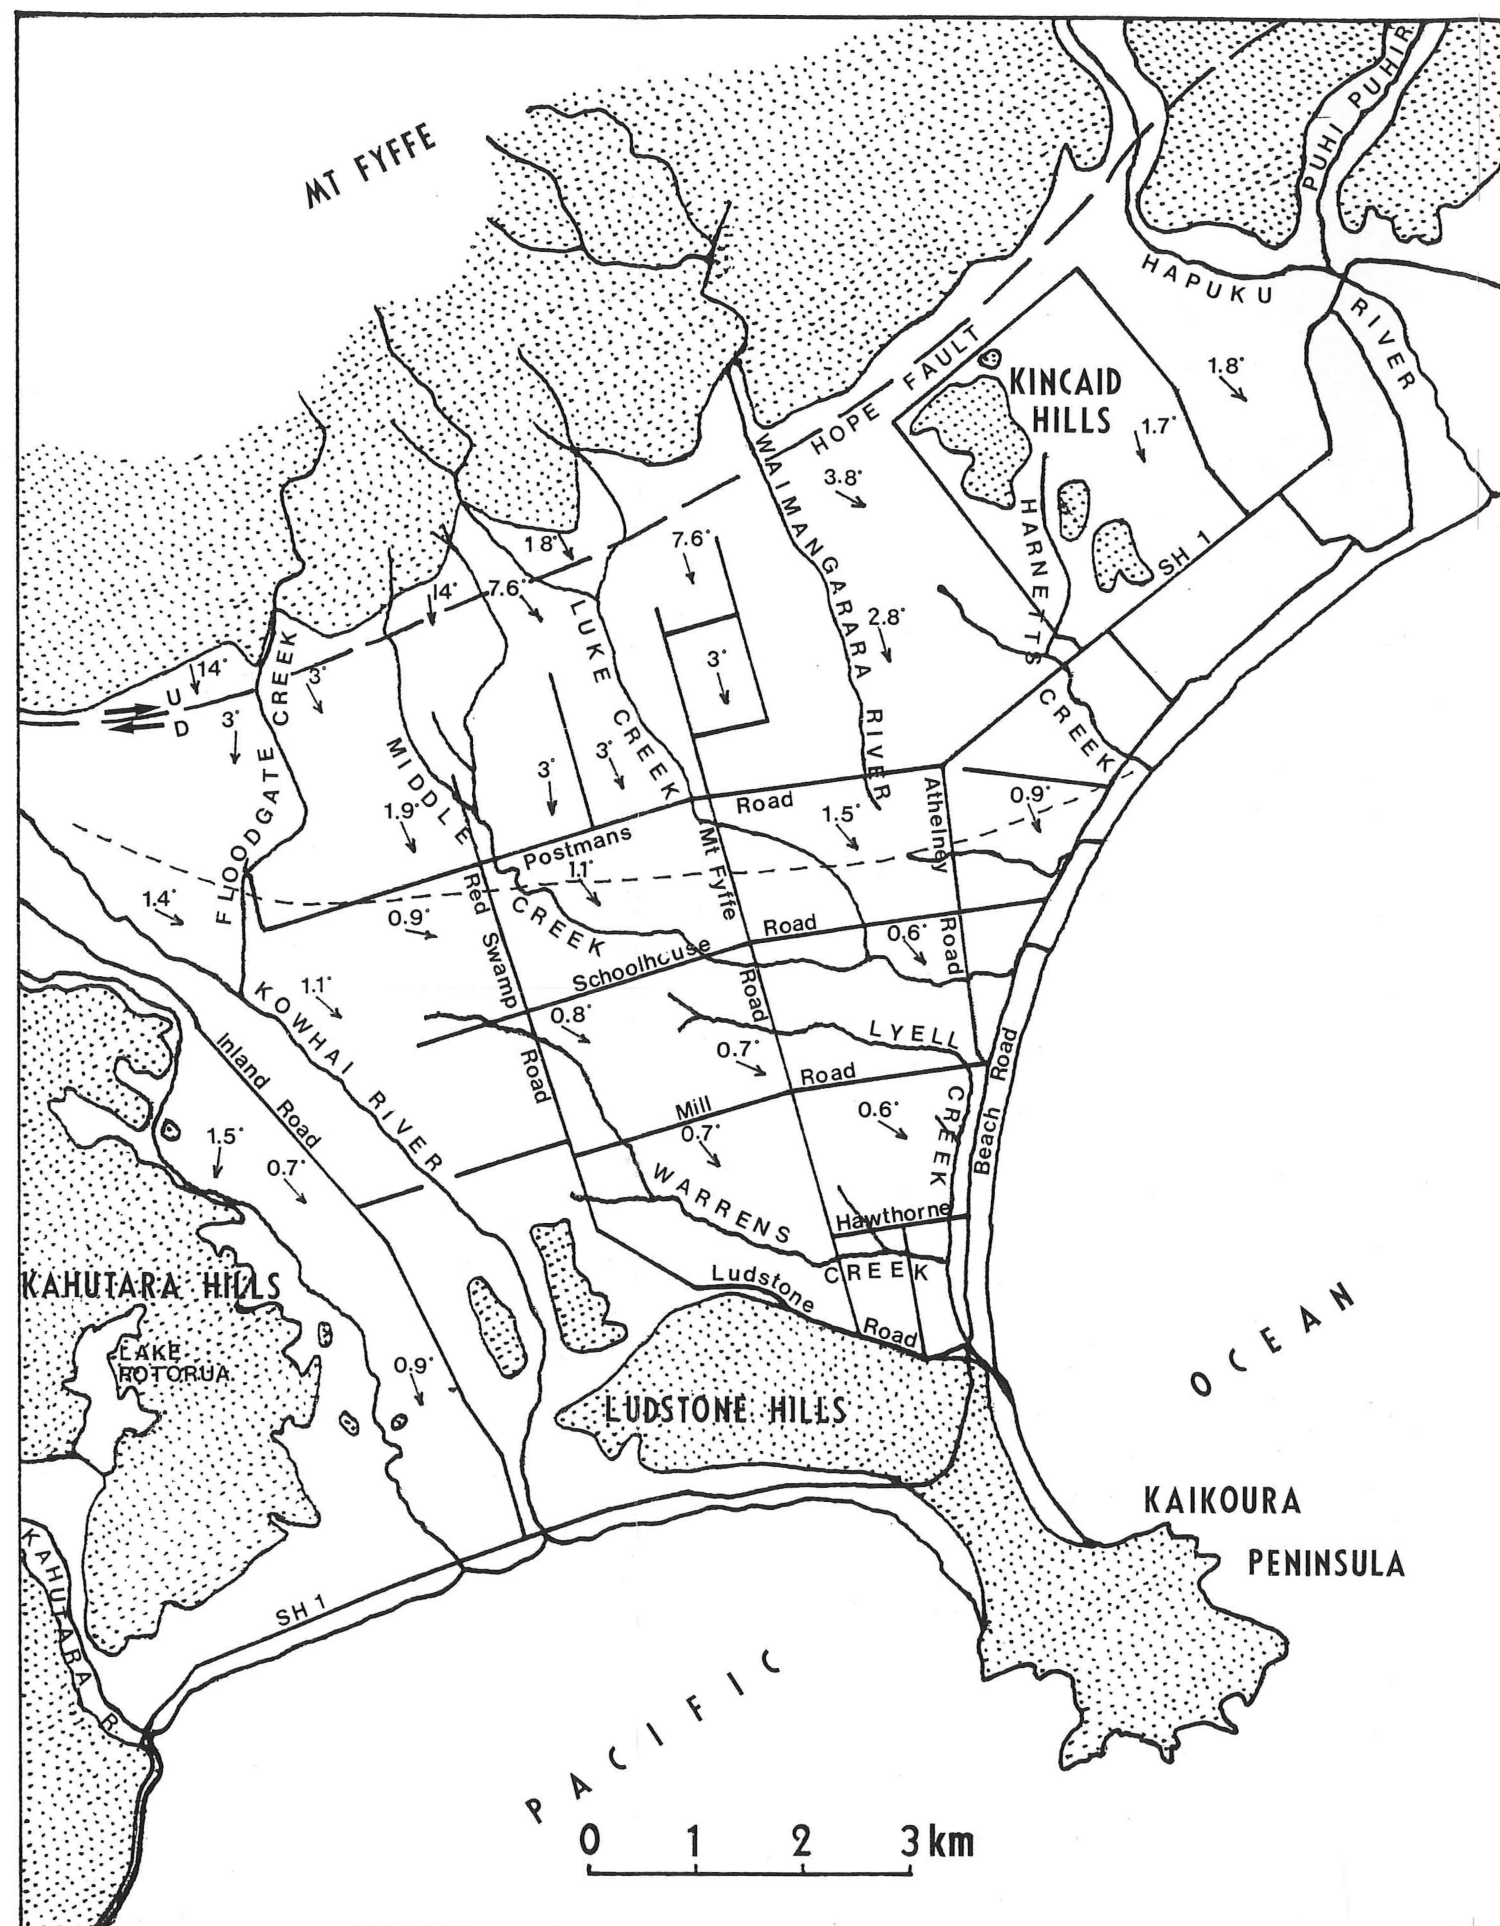 MT FYFFE
PUHI PUHI R
HAPUKU
RIVER
HOPE FAULT
KINCAID
HILLS
1.8°
1.7°
WAIMANGARARA RIVER
3.8°
HARNETTS
CREEK
SH 1
18°
7.6°
14°
7.6°
LUKE CREEK
2.8°
14°
U
D
3°
3°
3°
FLOODGATE CREEK
MIDDLE
CREEK
3°
3°
1.9°
Postmans
Road
1.5°
Athelney
Road
0.9°
1.4°
0.9°
1.1°
Red Swamp
Road
Mt Fyffe
Road
Schoolhouse
Road
0.6°
1.1°
KOWHAI RIVER
0.8°
0.7°
LYELL
CREEK
Inland Road
Mill
Road
0.6°
0.7°
Beach Road
1.5°
0.7°
WARRENS
CREEK
Hawthorne
Ludstone
Road
KAHUTARA HILLS
LAKE
ROTORUA
0.9°
LUDSTONE HILLS
KAIKOURA
PENINSULA
KAHUTARA R.
SH 1
PACIFIC
OCEAN
0 1 2 3 km